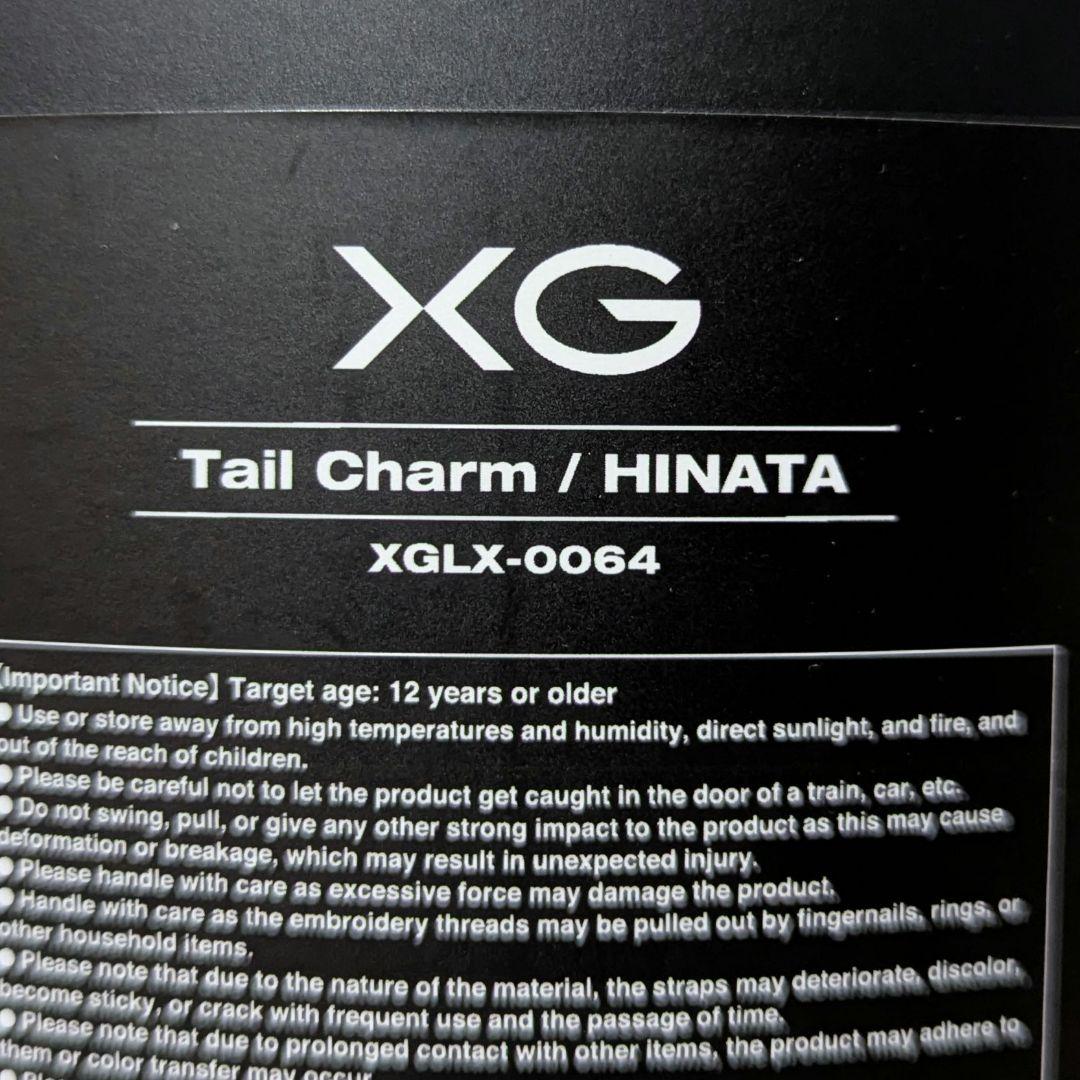 XG
Tail Charm / HINATA
XGLX-0064
【Important Notice】 Target age: 12 years or older
●Use or store away from high temperatures and humidity, direct sunlight, and fire, and
out of the reach of children.
●Please be careful not to let the product get caught in the door of a train, car, etc.
●Do not swing, pull, or give any other strong impact to the product as this may cause
deformation or breakage, which may result in unexpected injury.
●Please handle with care as excessive force may damage the product.
●Handle with care as the embroidery threads may be pulled out by fingernails, rings, or
other household items.
●Please note that due to the nature of the material, the straps may deteriorate, discolor,
become sticky, or crack with frequent use and the passage of time.
●Please note that due to prolonged contact with other items, the product may adhere to
them or color transfer may occur.